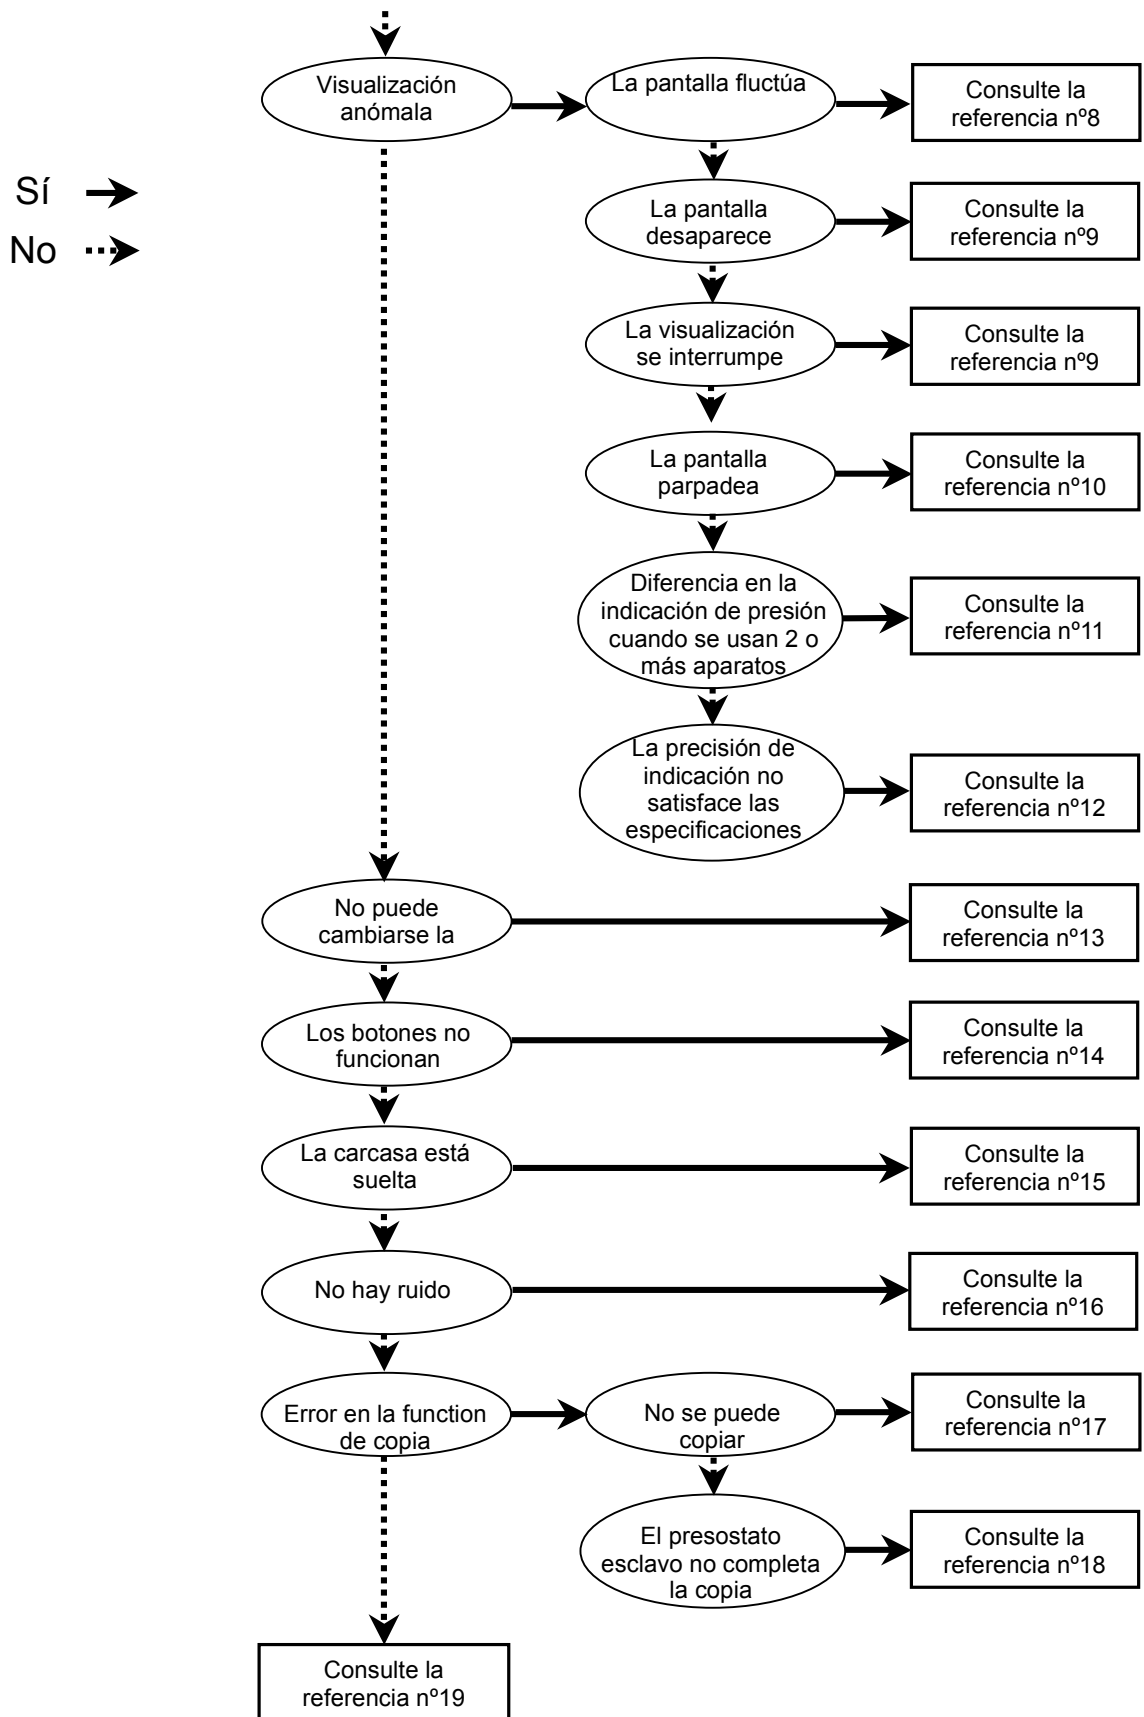 Visualización
anómala
La pantalla fluctúa
Consulte la
referencia nº8
Sí
No
La pantalla
desaparece
Consulte la
referencia nº9
La visualización
se interrumpe
Consulte la
referencia nº9
La pantalla
parpadea
Consulte la
referencia nº10
Diferencia en la
indicación de presión
cuando se usan 2 o
más aparatos
Consulte la
referencia nº11
La precisión de
indicación no
satisface las
especificaciones
Consulte la
referencia nº12
No puede
cambiarse la
Consulte la
referencia nº13
Los botones no
funcionan
Consulte la
referencia nº14
La carcasa está
suelta
Consulte la
referencia nº15
No hay ruido
Consulte la
referencia nº16
Error en la function
de copia
No se puede
copiar
Consulte la
referencia nº17
El presostato
esclavo no completa
la copia
Consulte la
referencia nº18
Consulte la
referencia nº19